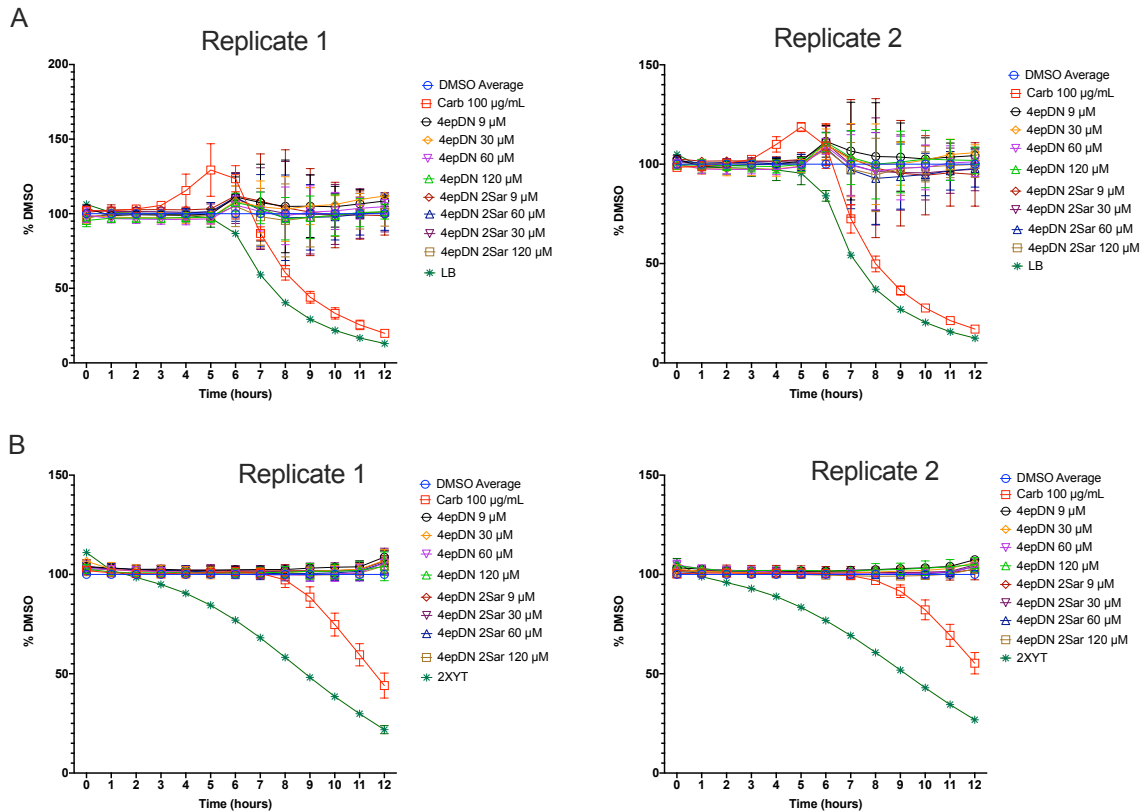 A
Replicate 1
200
150
100
50
0
% DMSO
0 1 2 3 4 5 6 7 8 9 10 11 12
Time (hours)
DMSO Average
Carb 100 µg/mL
4epDN 9 µM
4epDN 30 µM
4epDN 60 µM
4epDN 120 µM
4epDN 2Sar 9 µM
4epDN 2Sar 60 µM
4epDN 2Sar 30 µM
4epDN 2Sar 120 µM
LB
Replicate 2
150
100
50
0
% DMSO
0 1 2 3 4 5 6 7 8 9 10 11 12
Time (hours)
DMSO Average
Carb 100 µg/mL
4epDN 9 µM
4epDN 30 µM
4epDN 60 µM
4epDN 120 µM
4epDN 2Sar 9 µM
4epDN 2Sar 30 µM
4epDN 2Sar 60 µM
4epDN 2Sar 120 µM
LB
B
Replicate 1
150
100
50
0
% DMSO
0 1 2 3 4 5 6 7 8 9 10 11 12
Time (hours)
DMSO Average
Carb 100 µg/mL
4epDN 9 µM
4epDN 30 µM
4epDN 60 µM
4epDN 120 µM
4epDN 2Sar 9 µM
4epDN 2Sar 30 µM
4epDN 2Sar 60 µM
4epDN 2Sar 120 µM
2XYT
Replicate 2
150
100
50
0
% DMSO
0 1 2 3 4 5 6 7 8 9 10 11 12
Time (hours)
DMSO Average
Carb 100 µg/mL
4epDN 9 µM
4epDN 30 µM
4epDN 60 µM
4epDN 120 µM
4epDN 2Sar 9 µM
4epDN 2Sar 30 µM
4epDN 2Sar 60 µM
4epDN 2Sar 120 µM
2XYT